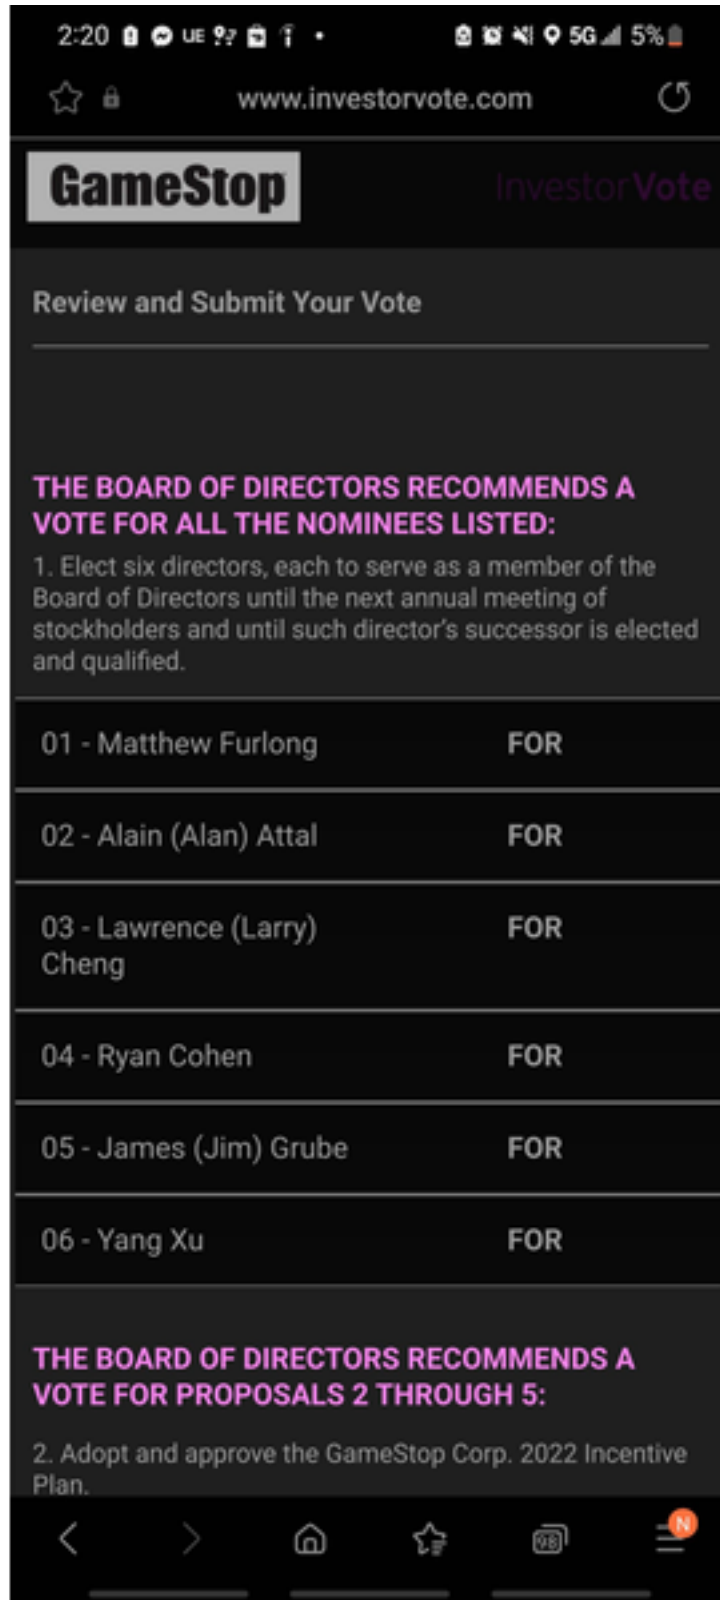 2:20 UE 5G 5%
www.investorvote.com
GameStop InvestorVote
Review and Submit Your Vote
THE BOARD OF DIRECTORS RECOMMENDS A
VOTE FOR ALL THE NOMINEES LISTED:
1. Elect six directors, each to serve as a member of the
Board of Directors until the next annual meeting of
stockholders and until such director's successor is elected
and qualified.
01 - Matthew Furlong FOR
02 - Alain (Alan) Attal FOR
03 - Lawrence (Larry) FOR
Cheng
04 - Ryan Cohen FOR
05 - James (Jim) Grube FOR
06 - Yang Xu FOR
THE BOARD OF DIRECTORS RECOMMENDS A
VOTE FOR PROPOSALS 2 THROUGH 5:
2. Adopt and approve the GameStop Corp. 2022 Incentive
Plan.
98 N